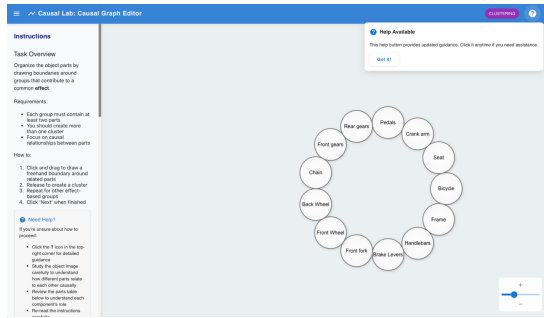 Causal Lab: Causal Graph Editor
CLUSTERING
?
Instructions
Task Overview
Organize the object parts by
drawing boundaries around
groups that contribute to a
common effect.
Requirements:
Each group must contain at
You should create more
than one cluster
Focus on causal
relationships between parts
How to:
1. Click and drag to draw a
freehand boundary around
related parts
2. Release to create a cluster
3. Repeat for other effect-
based groups
4. Click 'Next' when finished
Need Help?
If you're unsure about how to
proceed:
Click the ? icon in the top-
right corner for detailed
guidance
Study the object image
carefully to understand
how different parts relate
to each other causally
Review the parts table
below to understand each
component's role
Re-read the instructions
Help Available
This help button provides updated guidance. Click it anytime if you need assistance.
Got it!
Pedals
Rear gears
Crank arm
Front gears
Seat
Chain
Bicycle
Back Wheel
Frame
Front Wheel
Handlebars
Front fork
Brake Levers
+
−